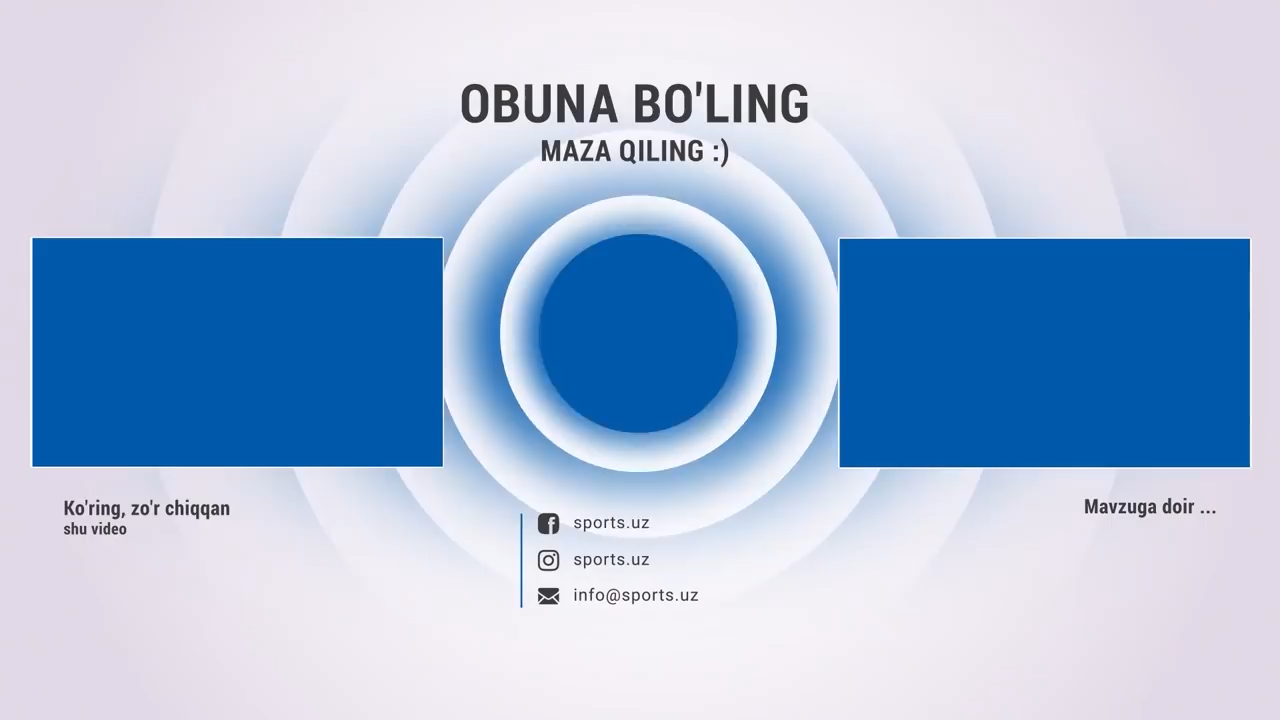 OBUNA BO'LING
MAZA QILING :)
Ko'ring, zo'r chiqqan
shu video
Mavzuga doir ...
sports.uz
sports.uz
info@sports.uz